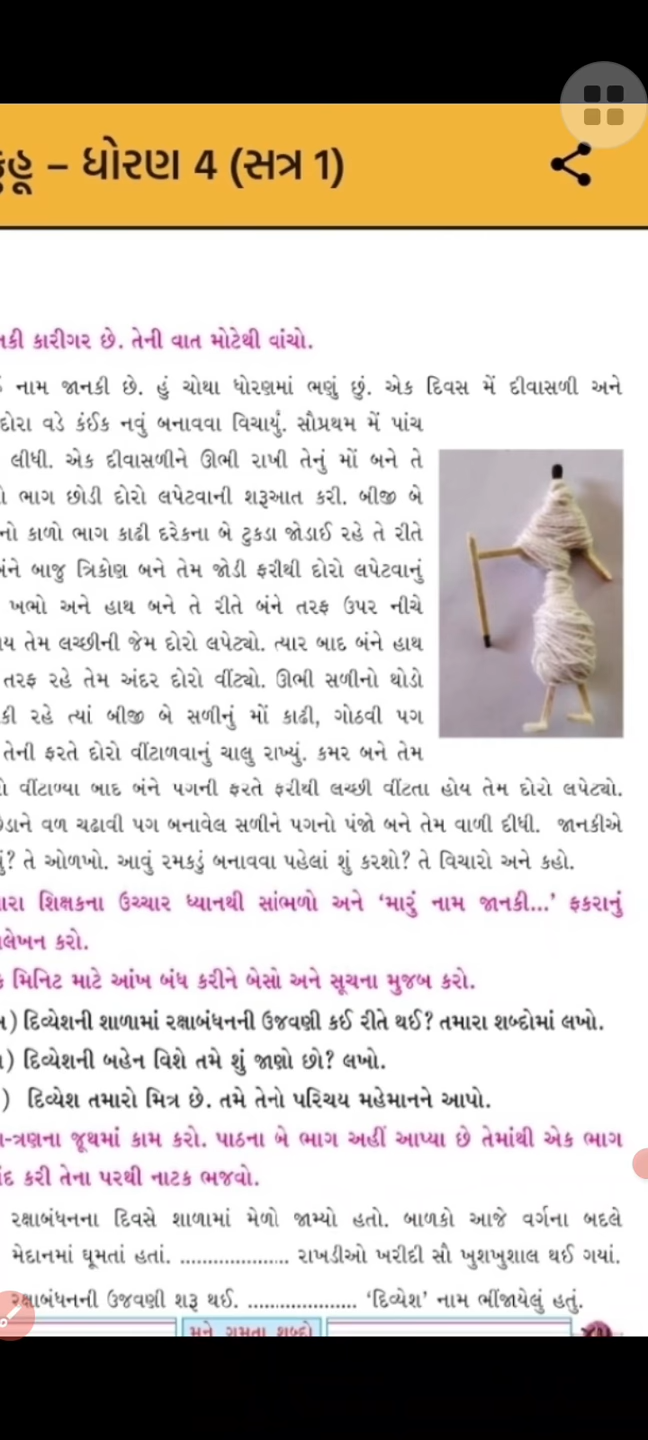 કુહૂ – ધોરણ 4 (સત્ર 1)
કારીગર છે. તેની વાત મોટેથી વાંચો.
નામ જાનકી છે. હું ચોથા ધોરણમાં ભણું છું. એક દિવસ મેં દીવાસળી અને
દોરા વડે કંઈક નવું બનાવવા વિચાર્યું. સૌપ્રથમ મેં પાંચ
લીધી. એક દીવાસળીને ઊભી રાખી તેનું મોં બને તે
ભાગ છોડી દોરો લપેટવાની શરૂઆત કરી. બીજી બે
નો કાળો ભાગ કાઢી દરેકના બે ટુકડા જોડાઈ રહે તે રીતે
બાજુ ત્રિકોણ બને તેમ જોડી ફરીથી દોરો લપેટવાનું
ખભો અને હાથ બને તે રીતે બંને તરફ ઉપર નીચે
તેમ લચ્છીની જેમ દોરો લપેટ્યો. ત્યાર બાદ બંને હાથ
તરફ રહે તેમ અંદર દોરો વીંટ્યો. ઊભી સળીનો થોડો
કી રહે ત્યાં બીજી બે સળીનું મોં કાઢી, ગોઠવી પગ
તેની ફરતે દોરો વીંટાળવાનું ચાલુ રાખ્યું. કમર બને તેમ
વીંટાળ્યા બાદ બંને પગની ફરતે ફરીથી લચ્છી વીંટતા હોય તેમ દોરો લપેટ્યો.
ડાને વળ ચઢાવી પગ બનાવેલ સળીને પગનો પંજો બને તેમ વાળી દીધી. જાનકીએ
તે ઓળખો. આવું રમકડું બનાવવા પહેલાં શું કરશો? તે વિચારો અને કહો.
શિક્ષકના ઉચ્ચાર ધ્યાનથી સાંભળો અને ‘મારું નામ જાનકી...’ ફકરાનું
લેખન કરો.
મિનિટ માટે આંખ બંધ કરીને બેસો અને સૂચના મુજબ કરો.
) દિવ્યેશની શાળામાં રક્ષાબંધનની ઉજવણી કઈ રીતે થઈ? તમારા શબ્દોમાં લખો.
) દિવ્યેશની બહેન વિશે તમે શું જાણો છો? લખો.
) દિવ્યેશ તમારો મિત્ર છે. તમે તેનો પરિચય મહેમાનને આપો.
-ત્રણના જૂથમાં કામ કરો. પાઠના બે ભાગ અહીં આપ્યા છે તેમાંથી એક ભાગ
કરી તેના પરથી નાટક ભજવો.
રક્ષાબંધનના દિવસે શાળામાં મેળો જામ્યો હતો. બાળકો આજે વર્ગના બદલે
મેદાનમાં ઘૂમતાં હતાં. ................... રાખડીઓ ખરીદી સૌ ખુશખુશાલ થઈ ગયાં.
રક્ષાબંધનની ઉજવણી શરૂ થઈ. ................... ‘દિવ્યેશ’ નામ ભીંજાયેલું હતું.
મને ગમતા શબ્દો